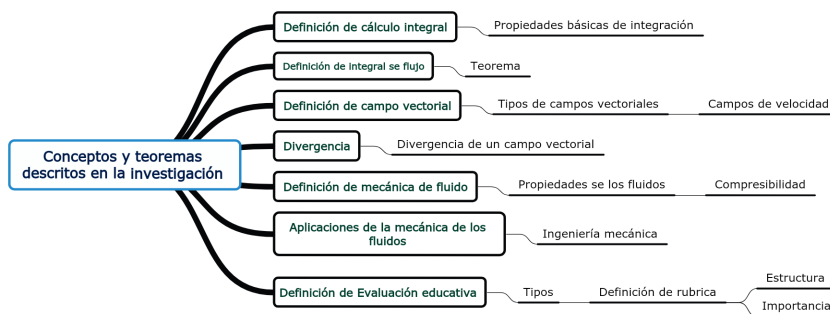 Definición de cálculo integral
Propiedades básicas de integración
Definición de integral se flujo
Teorema
Definición de campo vectorial
Tipos de campos vectoriales
Campos de velocidad
Conceptos y teoremas
descritos en la investigación
Divergencia
Divergencia de un campo vectorial
Definición de mecánica de fluido
Propiedades se los fluidos
Compresibilidad
Aplicaciones de la mecánica de los
fluidos
Ingeniería mecánica
Definición de Evaluación educativa
Tipos
Definición de rubrica
Estructura
Importancia